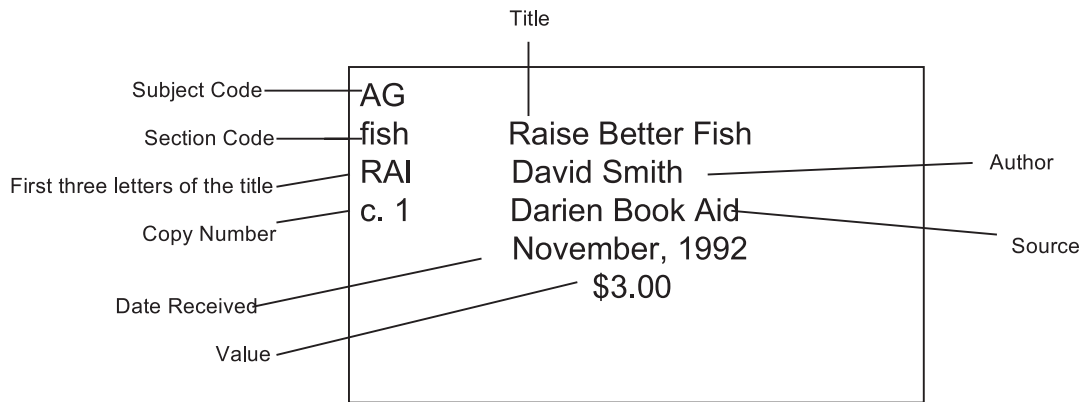 Title
Subject Code
AG
Section Code
fish
Raise Better Fish
First three letters of the title
RAI
David Smith
Author
Copy Number
c. 1
Darien Book Aid
Source
November, 1992
Date Received
$3.00
Value